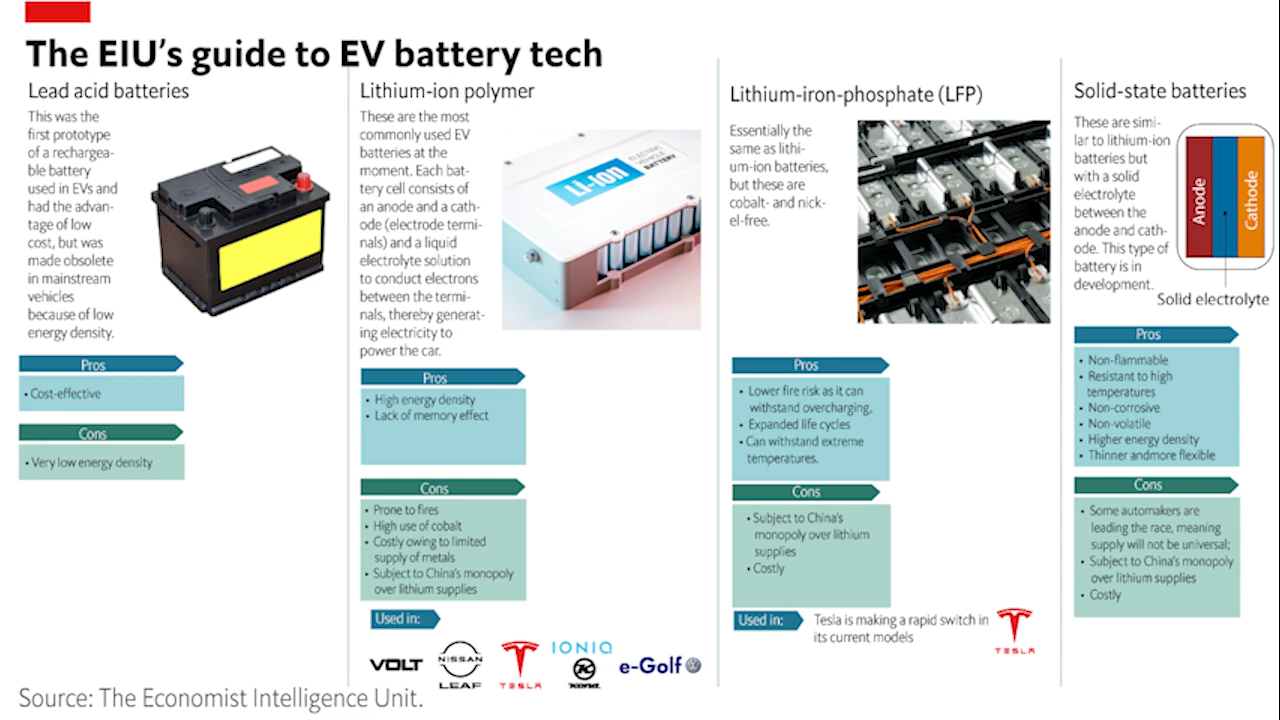 The EIU's guide to EV battery tech
Lead acid batteries
This was the
first prototype
of a rechargea-
ble battery
used in EVs and
had the advan-
tage of low
cost, but was
made obsolete
in mainstream
vehicles
because of low
energy density.
Pros
• Cost-effective
Cons
• Very low energy density
Lithium-ion polymer
These are the most
commonly used EV
batteries at the
moment. Each bat-
tery cell consists of
an anode and a cath-
ode (electrode termi-
nals) and a liquid
electrolyte solution
to conduct electrons
between the termi-
nals, thereby generat-
ing electricity to
power the car.
LI-ION
ELECTRIC
VEHICLE
BATTERY
Pros
• High energy density
• Lack of memory effect
Cons
• Prone to fires
• High use of cobalt
• Costly owing to limited
supply of metals
• Subject to China's monopoly
over lithium supplies
Used in:
VOLT
NISSAN
LEAF
TESLA
IONIQ
KONA
e-Golf
Lithium-iron-phosphate (LFP)
Essentially the
same as lithi-
um-ion batteries,
but these are
cobalt- and nick-
el-free.
Pros
• Lower fire risk as it can
withstand overcharging,
• Expanded life cycles
• Can withstand extreme
temperatures.
Cons
• Subject to China's
monopoly over lithium
supplies
• Costly
Used in:
Tesla is making a rapid switch in
its current models
TESLA
Solid-state batteries
These are simi-
lar to lithium-ion
batteries but
with a solid
electrolyte
between the
anode and cath-
ode. This type of
battery is in
development.
Anode
Cathode
Solid electrolyte
Pros
• Non-flammable
• Resistant to high
temperatures
• Non-corrosive
• Non-volatile
• Higher energy density
• Thinner andmore flexible
Cons
• Some automakers are
leading the race, meaning
supply will not be universal;
• Subject to China's monopoly
over lithium supplies
• Costly
Source: The Economist Intelligence Unit.